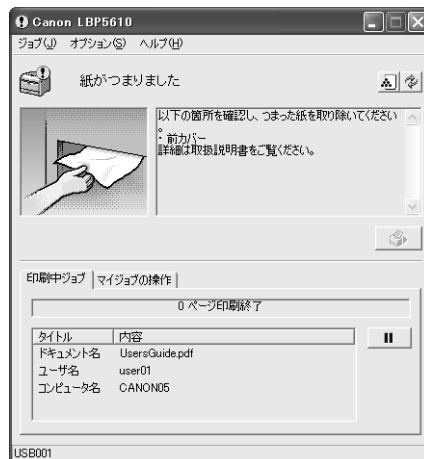 Canon LBP5610
ジョブ(J) オプション(S) ヘルプ(H)
紙がつまりました
以下の箇所を確認し、つまった紙を取り除いてください
。
・前カバー
詳細は取扱説明書をご覧ください。
印刷中ジョブ マイジョブの操作
0 ページ印刷終了
タイトル 内容
ドキュメント名 UsersGuide.pdf
ユーザ名 user01
コンピュータ名 CANON05
USB001